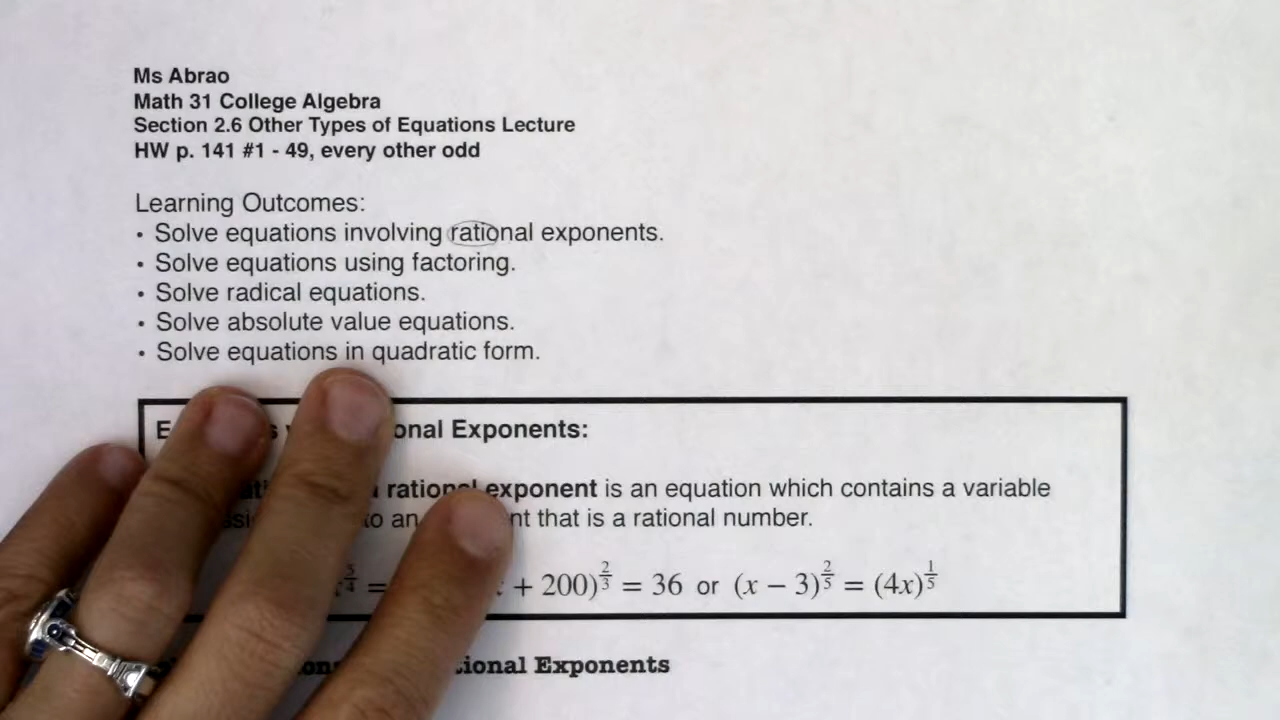 Ms Abrao
Math 31 College Algebra
Section 2.6 Other Types of Equations Lecture
HW p. 141 #1 - 49, every other odd
Learning Outcomes:
• Solve equations involving rational exponents.
• Solve equations using factoring.
• Solve radical equations.
• Solve absolute value equations.
• Solve equations in quadratic form.
Exponents:
rational exponent is an equation which contains a variable
to an that is a rational number.
+ 200)^{2/3} = 36 or (x − 3)^{2/5} = (4x)^{1/5}
Exponents